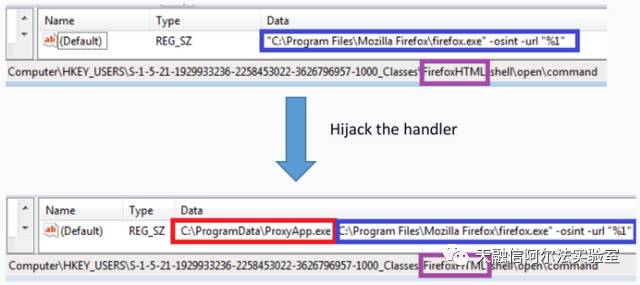 Name Type Data
(Default) REG_SZ "C:\Program Files\Mozilla Firefox\firefox.exe" -osint -url "%1"
Computer\HKEY_USERS\S-1-5-21-1929933236-2258453022-3626796957-1000_Classes\FirefoxHTML\shell\open\command
Hijack the handler
Name Type Data
(Default) REG_SZ C:\ProgramData\ProxyApp.exe C:\Program Files\Mozilla Firefox\firefox.exe" -osint -url "%1"
Computer\HKEY_USERS\S-1-5-21-1929933236-2258453022-3626796957-1000_Classes\FirefoxHTML\shell\open\command
天融信阿尔法实验室